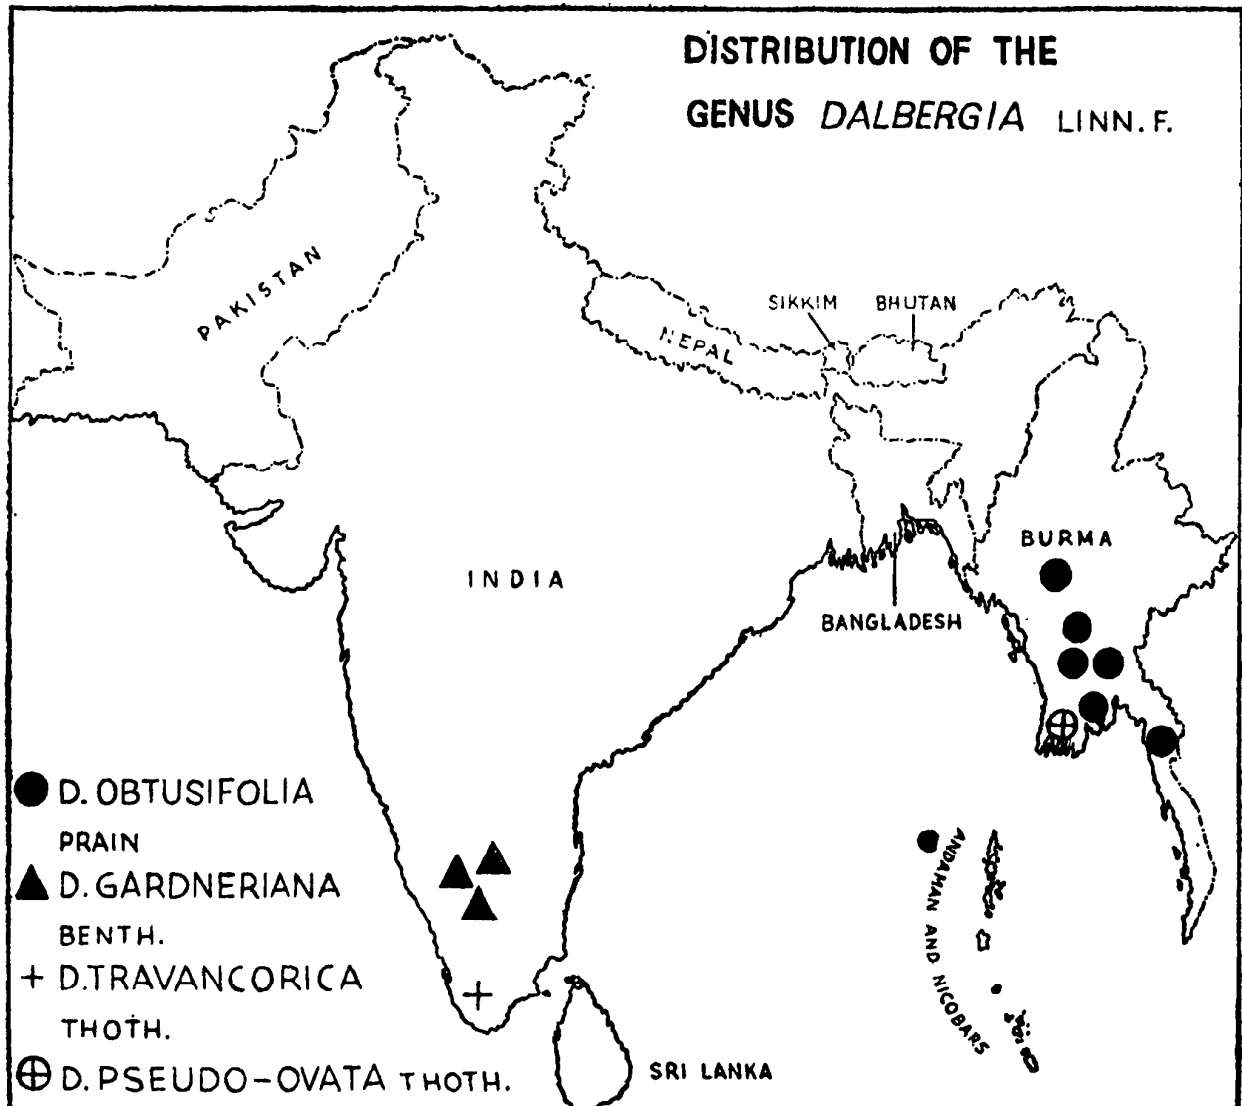 DISTRIBUTION OF THE
GENUS DALBERGIA LINN. F.
PAKISTAN
SIKKIM
BHUTAN
NEPAL
BURMA
INDIA
BANGLADESH
D. OBTUSIFOLIA
PRAIN
D. GARDNERIANA
BENTH.
D. TRAVANCORICA
THOTH.
D. PSEUDO-OVATA THOTH.
ANDAMAN AND NICOBARS
SRI LANKA